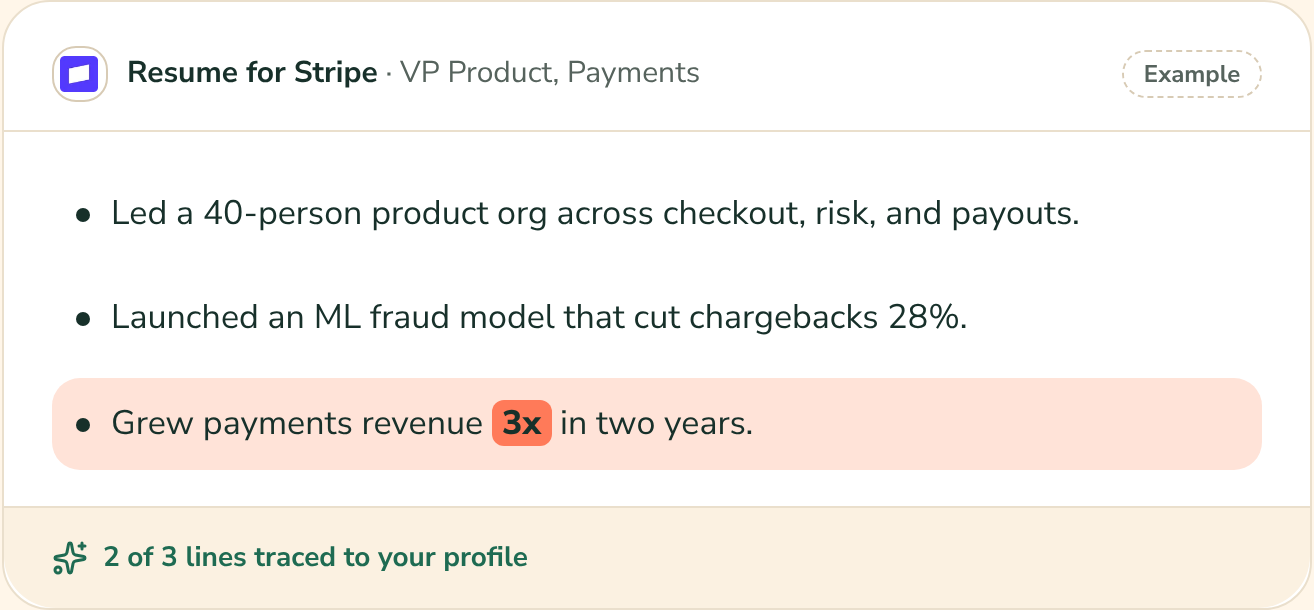 Resume for Stripe · VP Product, Payments
Example
• Led a 40-person product org across checkout, risk, and payouts.
• Launched an ML fraud model that cut chargebacks 28%.
• Grew payments revenue 3x in two years.
2 of 3 lines traced to your profile